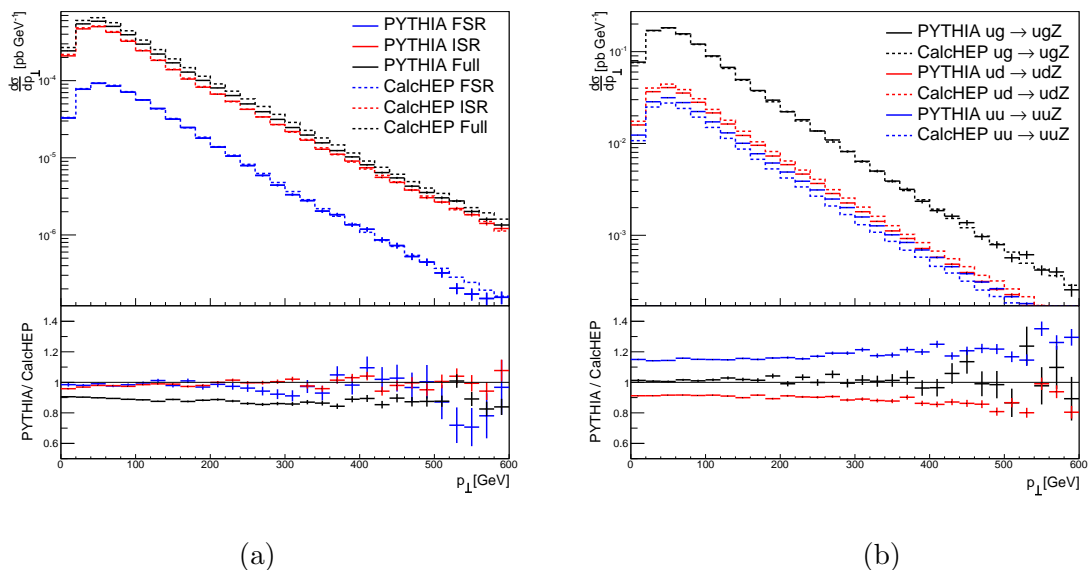 dσ/dp⊥ [pb GeV⁻¹]
PYTHIA FSR
PYTHIA ISR
PYTHIA Full
CalcHEP FSR
CalcHEP ISR
CalcHEP Full
10⁻⁴
10⁻⁵
10⁻⁶
PYTHIA/ CalcHEP
1.4
1.2
1
0.8
0.6
0 100 200 300 400 500 600
p⊥[GeV]
(a)
dσ/dp⊥ [pb GeV⁻¹]
PYTHIA ug → ugZ
CalcHEP ug → ugZ
PYTHIA ud → udZ
CalcHEP ud → udZ
PYTHIA uu → uuZ
CalcHEP uu → uuZ
10⁻¹
10⁻²
10⁻³
PYTHIA / CalcHEP
1.4
1.2
1
0.8
0.6
0 100 200 300 400 500 600
p⊥[GeV]
(b)